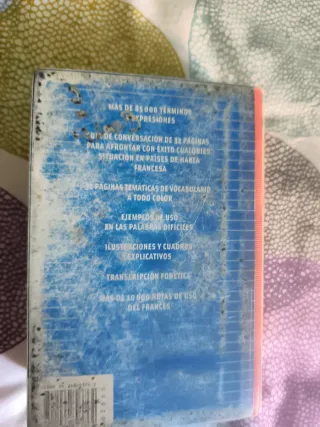 MÁS DE 85 000 TÉRMINOS
EXPRESIONES
DE CONVERSACIÓN DE 32 PÁGINAS
PARA AFRONTAR CON ÉXITO CUALQUIER
SITUACIÓN EN PAÍSES DE HABLA
FRANCESA
PÁGINAS TEMÁTICAS DE VOCABULARIO
A TODO COLOR
EJEMPLOS DE USO
EN LAS PALABRAS DIFÍCILES
ILUSTRACIONES Y CUADROS
EXPLICATIVOS
TRANSCRIPCIÓN FONÉTICA
MÁS DE 10 000 NOTAS DE USO
DEL FRANCÉS